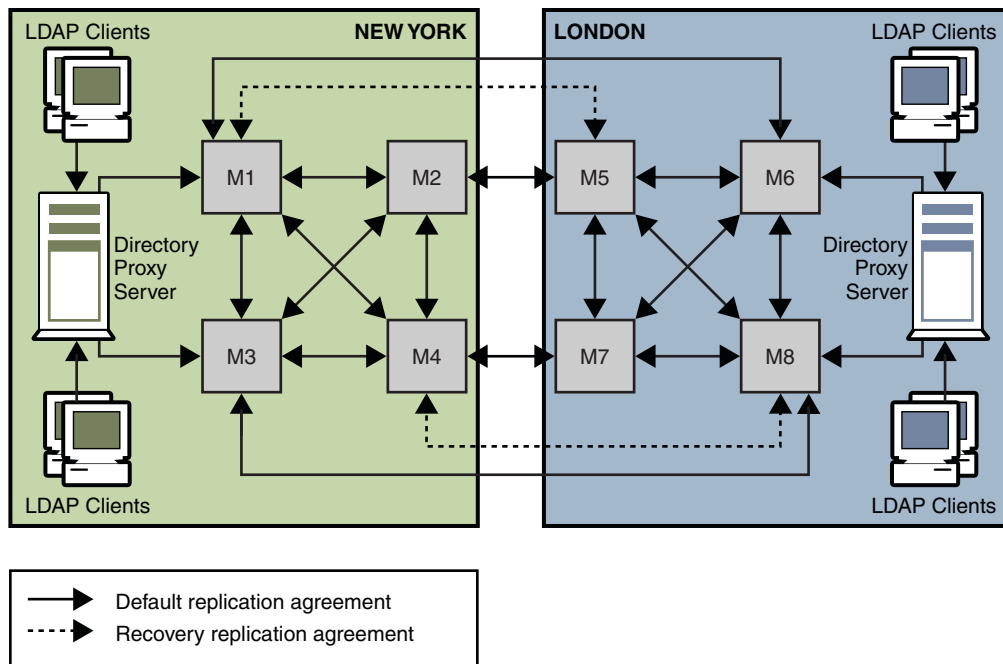 LDAP Clients
NEW YORK
LONDON
LDAP Clients
M1
M2
M5
M6
Directory
Proxy
Server
Directory
Proxy
Server
M3
M4
M7
M8
LDAP Clients
LDAP Clients
Default replication agreement
Recovery replication agreement